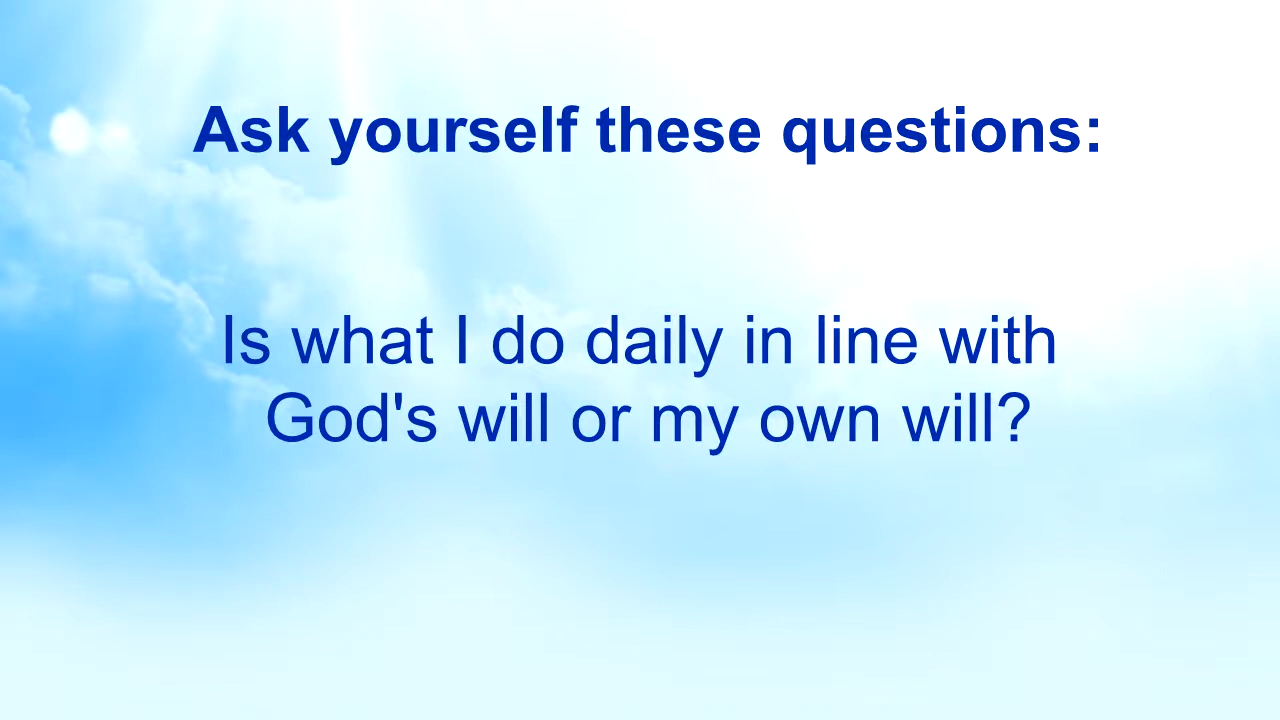 Ask yourself these questions:
Is what I do daily in line with
God's will or my own will?